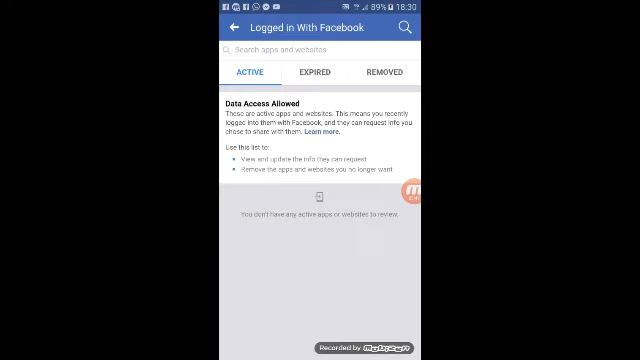 89% 18:30
Logged in With Facebook
Search apps and websites
ACTIVE EXPIRED REMOVED
Data Access Allowed
These are active apps and websites. This means you recently
logged into them with Facebook, and they can request info you
chose to share with them. Learn more.
Use this list to:
View and update the info they can request
Remove the apps and websites you no longer want
You don't have any active apps or websites to review.
Recorded by Mobizen